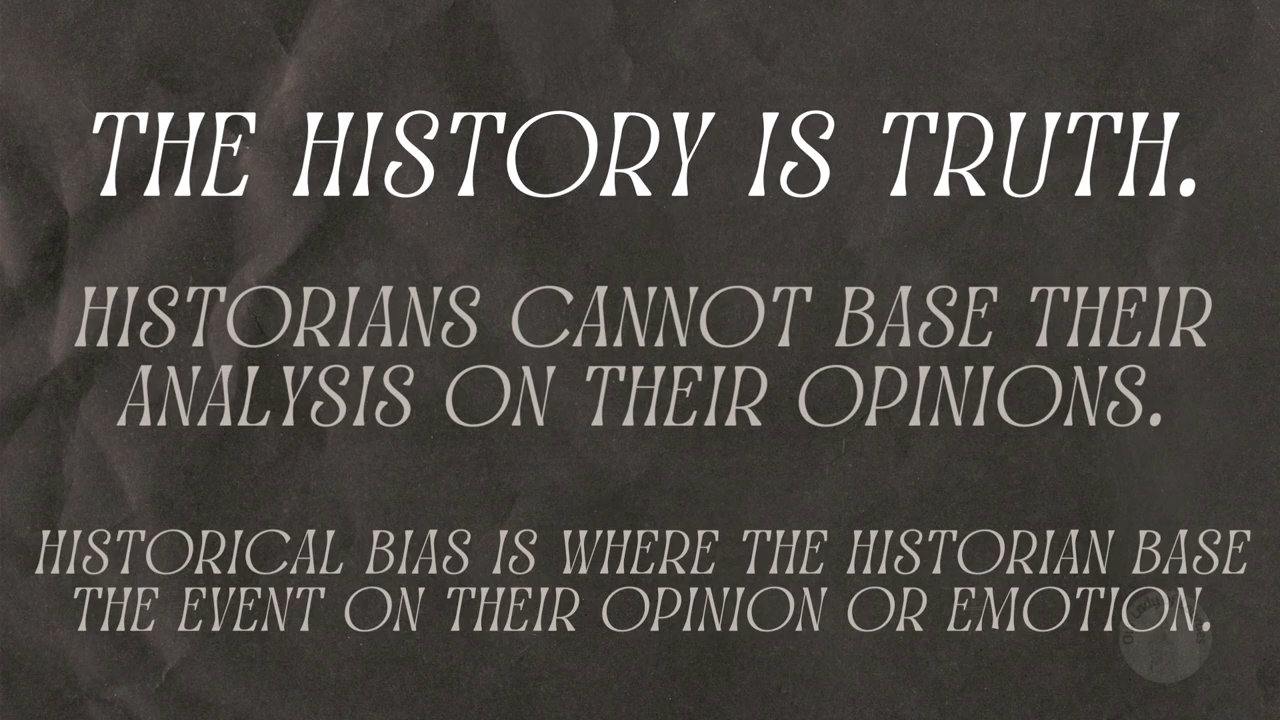 THE HISTORY IS TRUTH.
HISTORIANS CANNOT BASE THEIR
ANALYSIS ON THEIR OPINIONS.
HISTORICAL BIAS IS WHERE THE HISTORIAN BASE
THE EVENT ON THEIR OPINION OR EMOTION.